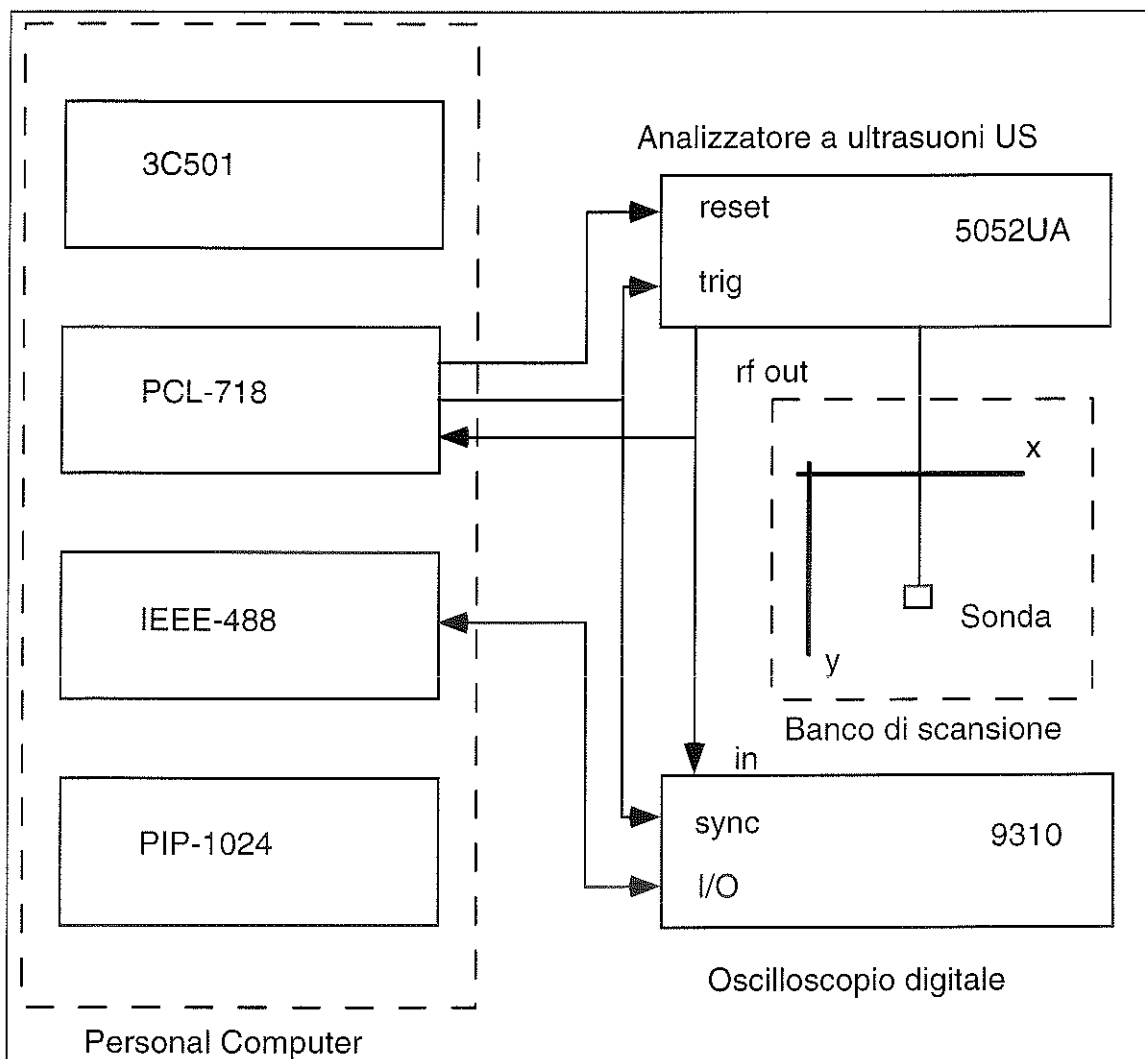 3C501
PCL-718
IEEE-488
PIP-1024
Personal Computer
Analizzatore a ultrasuoni US
reset
5052UA
trig
rf out
x
Sonda
y
Banco di scansione
in
sync
9310
I/O
Oscilloscopio digitale